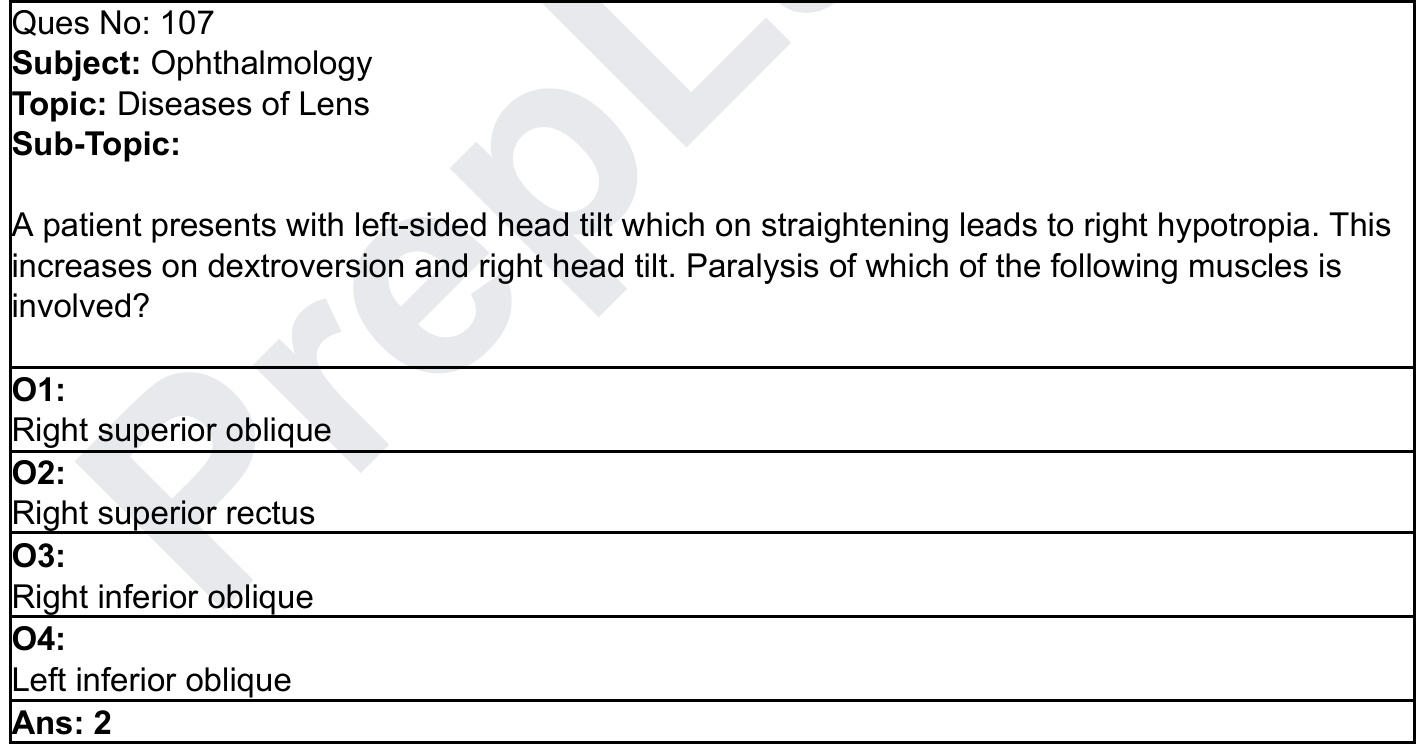 Ques No: 107
Subject: Ophthalmology
Topic: Diseases of Lens
Sub-Topic:
A patient presents with left-sided head tilt which on straightening leads to right hypotropia. This
increases on dextroversion and right head tilt. Paralysis of which of the following muscles is
involved?
O1:
Right superior oblique
O2:
Right superior rectus
O3:
Right inferior oblique
O4:
Left inferior oblique
Ans: 2
PrepL